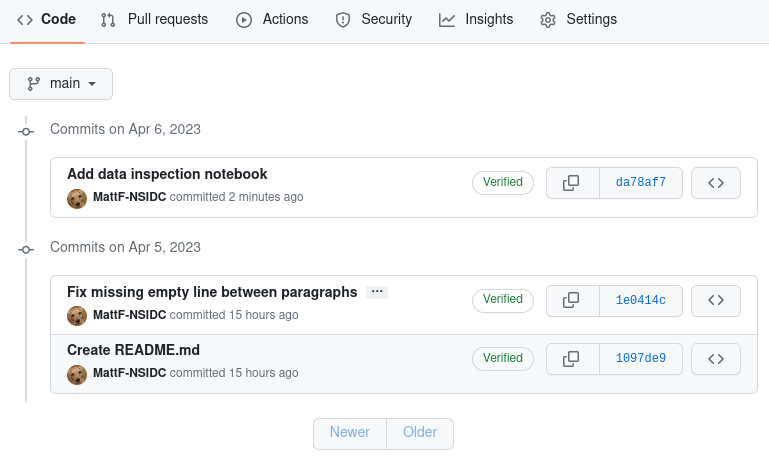 Code Pull requests Actions Security Insights Settings
main
Commits on Apr 6, 2023
Add data inspection notebook
MattF-NSIDC committed 2 minutes ago
Verified
da78af7
Commits on Apr 5, 2023
Fix missing empty line between paragraphs ...
MattF-NSIDC committed 15 hours ago
Verified
1e0414c
Create README.md
MattF-NSIDC committed 15 hours ago
Verified
1097de9
Newer Older